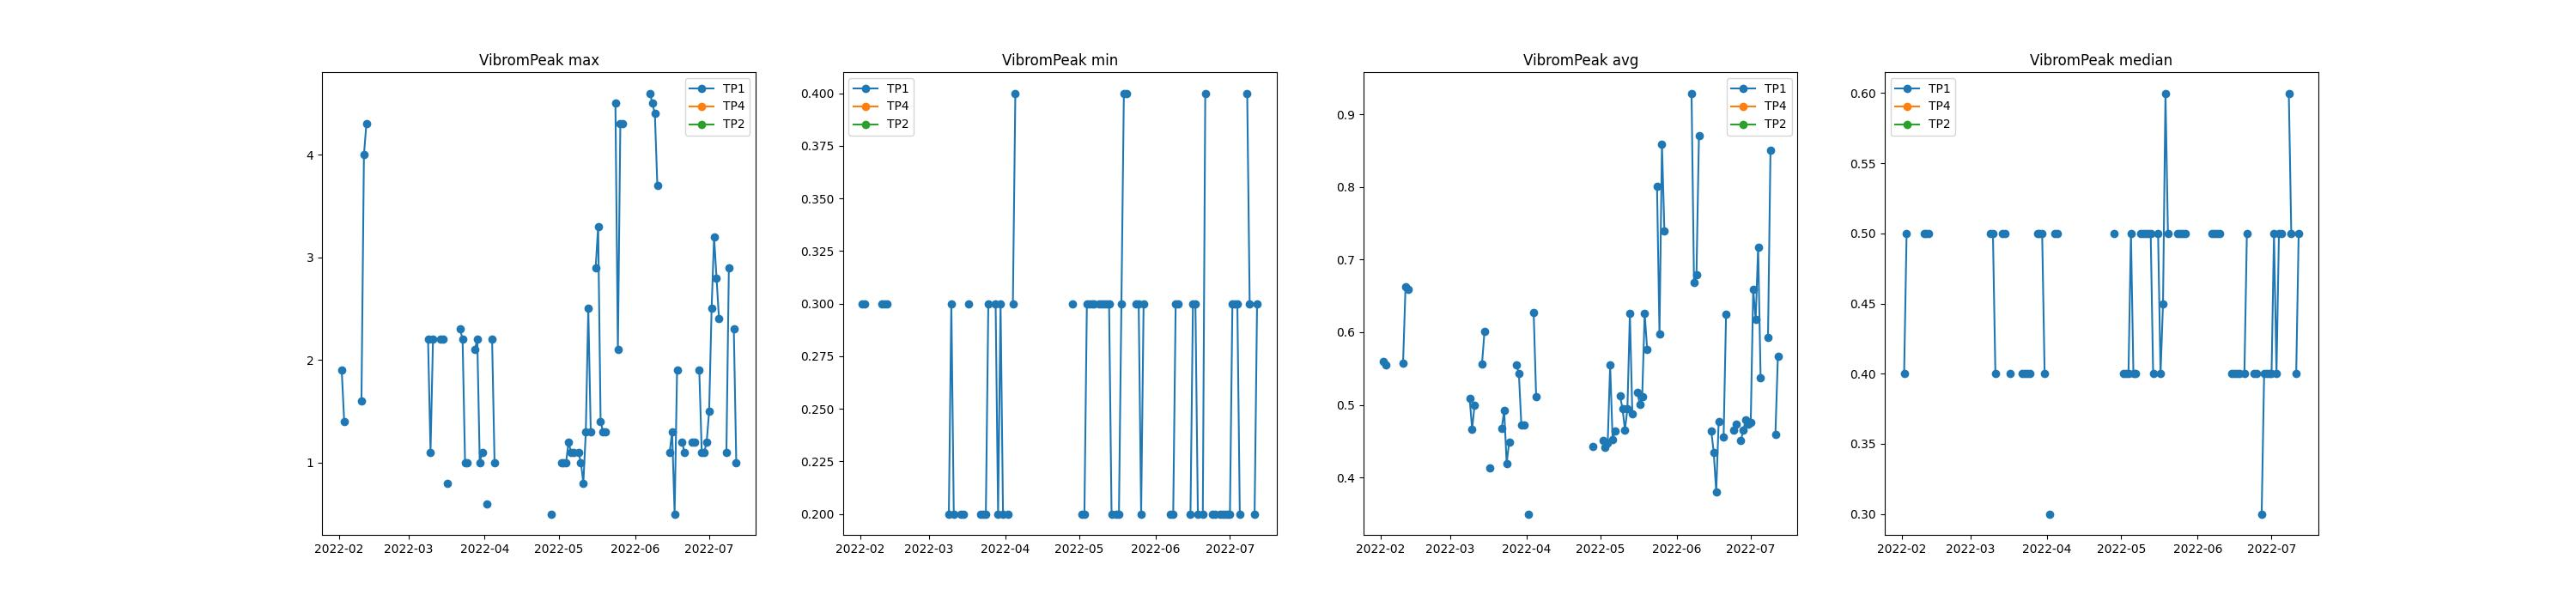 VibromPeak max
TP1
TP4
TP2
4
3
2
1
2022-02 2022-03 2022-04 2022-05 2022-06 2022-07
VibromPeak min
TP1
TP4
TP2
0.400
0.375
0.350
0.325
0.300
0.275
0.250
0.225
0.200
2022-02 2022-03 2022-04 2022-05 2022-06 2022-07
VibromPeak avg
TP1
TP4
TP2
0.9
0.8
0.7
0.6
0.5
0.4
2022-02 2022-03 2022-04 2022-05 2022-06 2022-07
VibromPeak median
TP1
TP4
TP2
0.60
0.55
0.50
0.45
0.40
0.35
0.30
2022-02 2022-03 2022-04 2022-05 2022-06 2022-07